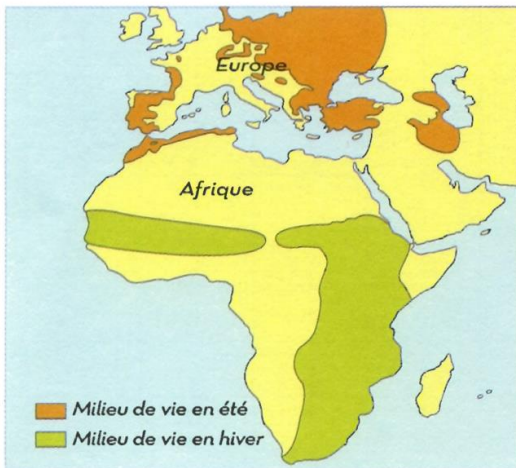 Europe
Afrique
Milieu de vie en été
Milieu de vie en hiver